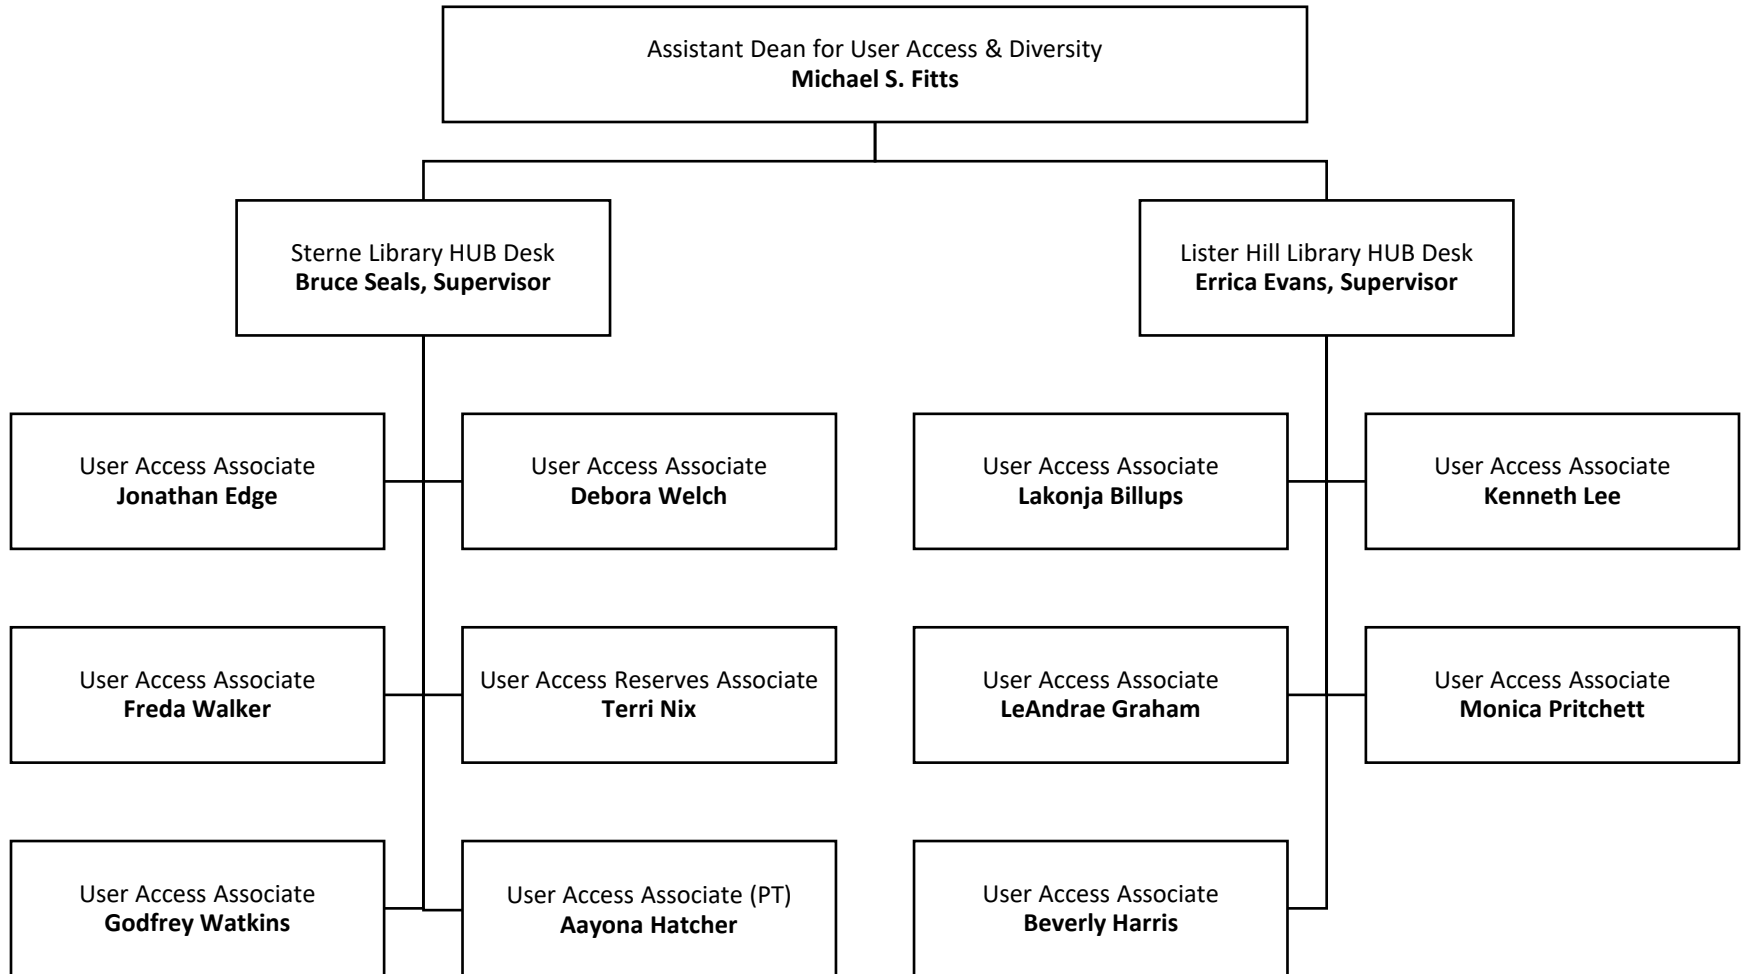 Assistant Dean for User Access & Diversity
Michael S. Fitts
Sterne Library HUB Desk
Bruce Seals, Supervisor
Lister Hill Library HUB Desk
Errica Evans, Supervisor
User Access Associate
Jonathan Edge
User Access Associate
Debora Welch
User Access Associate
Lakonja Billups
User Access Associate
Kenneth Lee
User Access Associate
Freda Walker
User Access Reserves Associate
Terri Nix
User Access Associate
LeAndrae Graham
User Access Associate
Monica Pritchett
User Access Associate
Godfrey Watkins
User Access Associate (PT)
Aayona Hatcher
User Access Associate
Beverly Harris